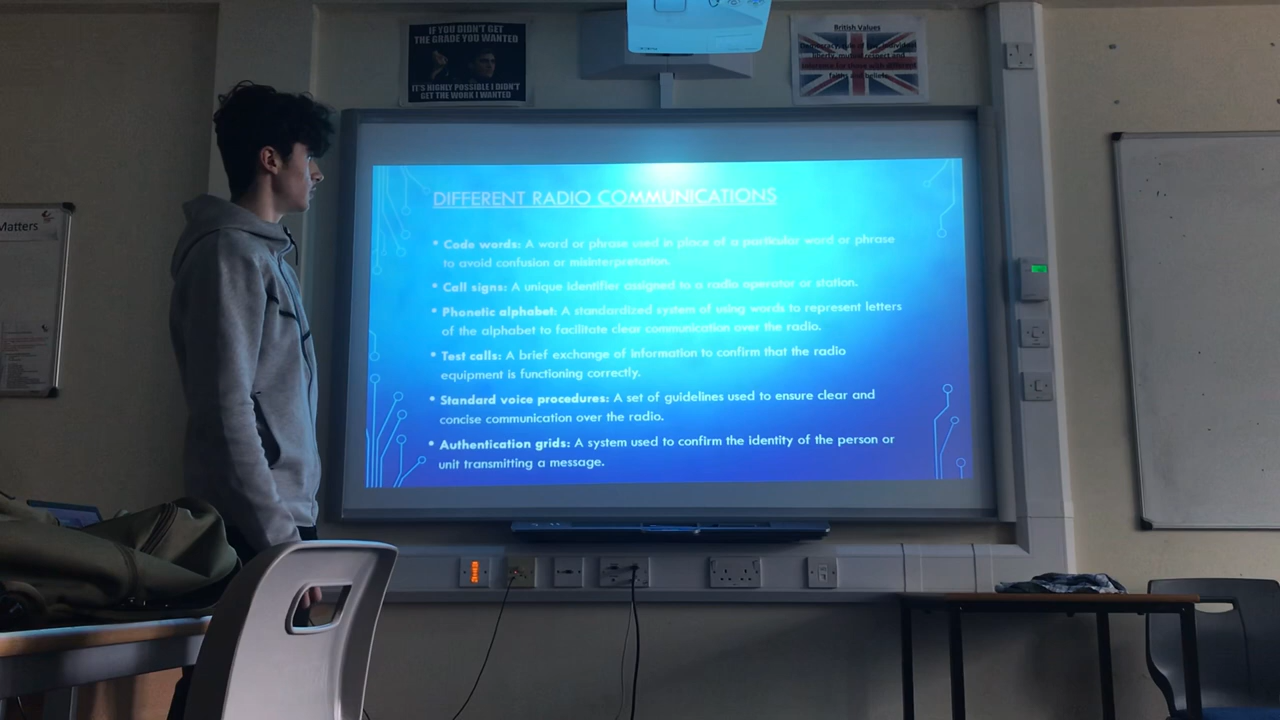 IF YOU DIDN'T GET
THE GRADE YOU WANTED
IT'S HIGHLY POSSIBLE I DIDN'T
GET THE WORK I WANTED
British Values
Matters
DIFFERENT RADIO COMMUNICATIONS
• Code words: A word or phrase used in place of a particular word or phrase
to avoid confusion or misinterpretation.
• Call signs: A unique identifier assigned to a radio operator or station.
• Phonetic alphabet: A standardized system of using words to represent letters
of the alphabet to facilitate clear communication over the radio.
• Test calls: A brief exchange of information to confirm that the radio
equipment is functioning correctly.
• Standard voice procedures: A set of guidelines used to ensure clear and
concise communication over the radio.
• Authentication grids: A system used to confirm the identity of the person or
unit transmitting a message.